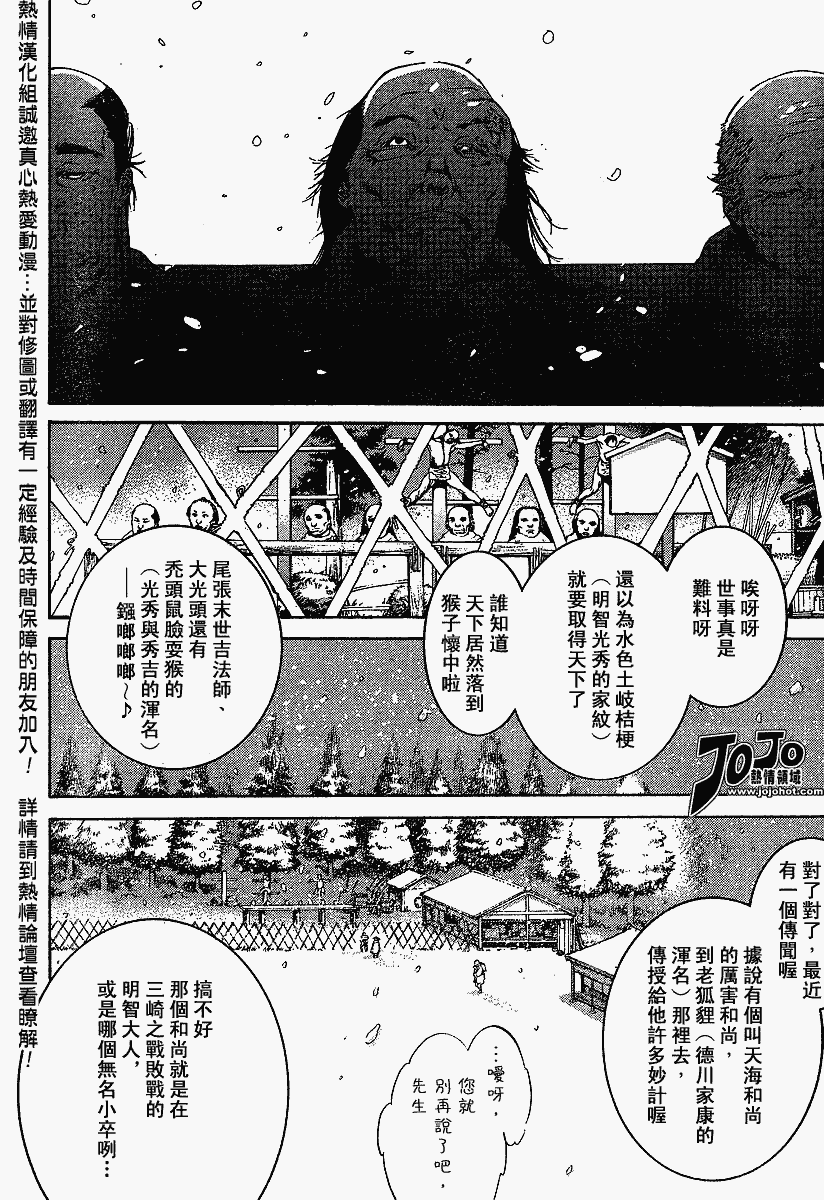 熱情漢化組誠邀真心熱愛動漫…並對修圖或翻譯有一定經驗及時間保障的朋友加入！ 詳情請到熱情論壇查看瞭解！
唉呀呀
世事真是
難料呀
還以為水色土岐桔梗
（明智光秀的家紋）
就要取得天下了
誰知道
天下居然落到
猴子懷中啦
尾張末世吉法師、
大光頭還有
禿頭鼠臉耍猴的
（光秀與秀吉的渾名）
——鏹啷啷啷～♪
JOJO
熱情領域
www.jojohot.com
對了對了，最近
有一個傳聞喔
據說有個叫天海和尚
的厲害和尚，
到老狐貍（德川家康的
渾名）那裡去，
傳授給他許多妙計喔
…噯呀，
您就
別再說了吧，
先生
搞不好
那個和尚就是在
三崎之戰敗戰的
明智大人，
或是哪個無名小卒咧…